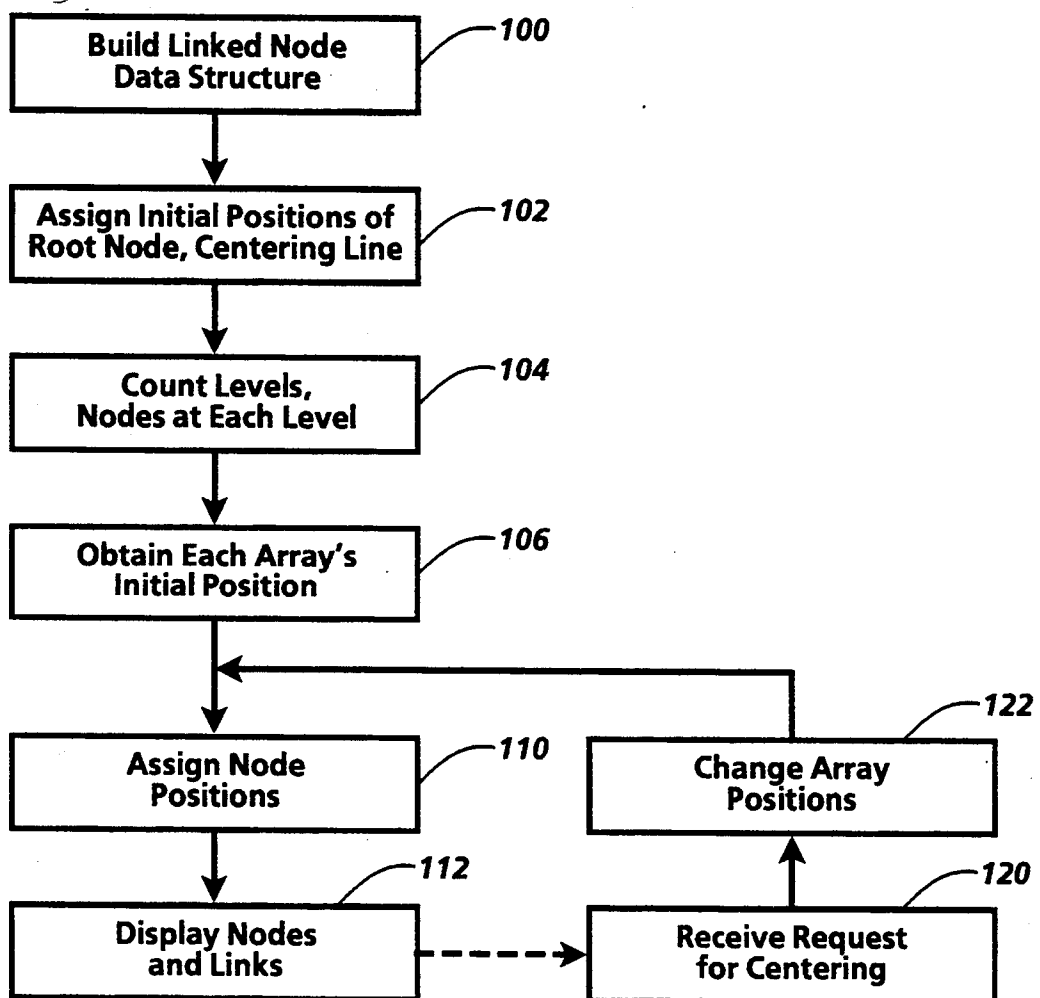 Build Linked Node
Data Structure
100
Assign Initial Positions of
Root Node, Centering Line
102
Count Levels,
Nodes at Each Level
104
Obtain Each Array's
Initial Position
106
Assign Node
Positions
110
Change Array
Positions
122
Display Nodes
and Links
112
Receive Request
for Centering
120